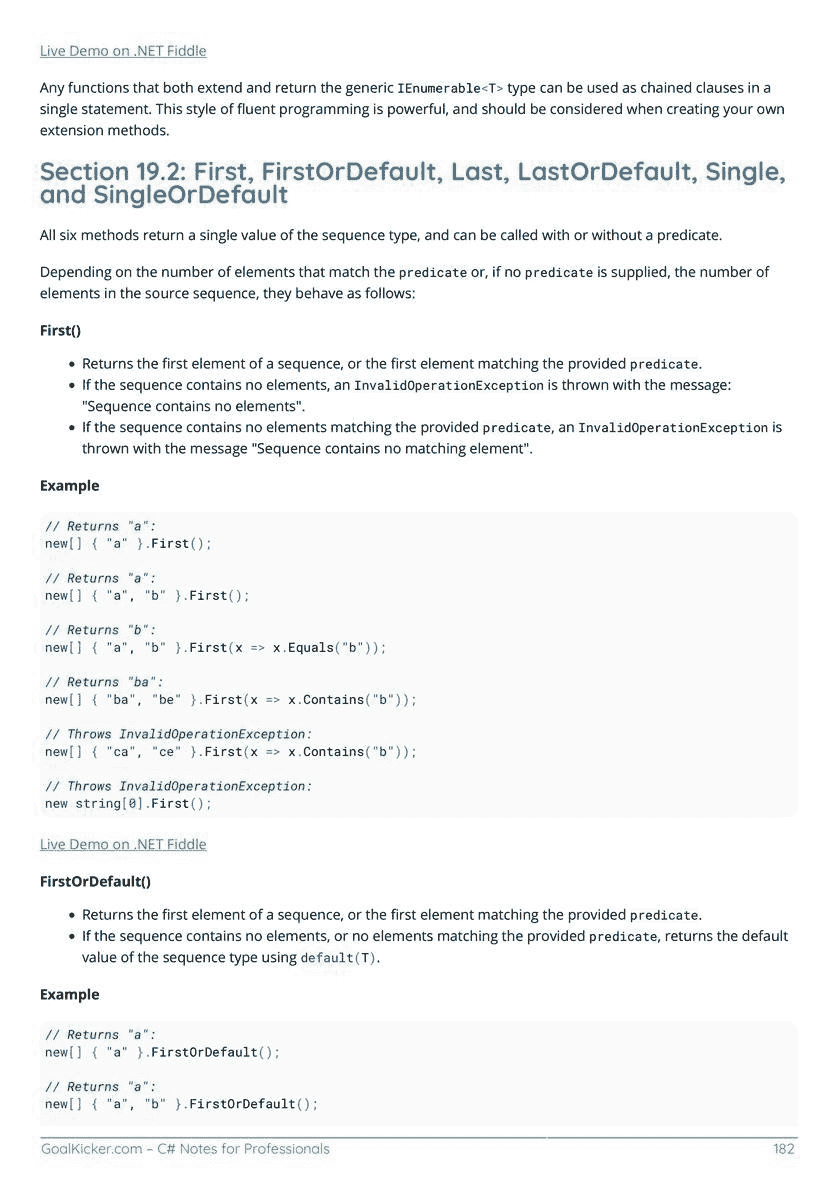 Live Demo on .NET Fiddle
Any functions that both extend and return the generic IEnumerable<T> type can be used as chained clauses in a
single statement. This style of fluent programming is powerful, and should be considered when creating your own
extension methods.
Section 19.2: First, FirstOrDefault, Last, LastOrDefault, Single,
and SingleOrDefault
All six methods return a single value of the sequence type, and can be called with or without a predicate.
Depending on the number of elements that match the predicate or, if no predicate is supplied, the number of
elements in the source sequence, they behave as follows:
First()
• Returns the first element of a sequence, or the first element matching the provided predicate.
• If the sequence contains no elements, an InvalidOperationException is thrown with the message:
"Sequence contains no elements".
• If the sequence contains no elements matching the provided predicate, an InvalidOperationException is
thrown with the message "Sequence contains no matching element".
Example
// Returns "a":
new[] { "a" }.First();
// Returns "a":
new[] { "a", "b" }.First();
// Returns "b":
new[] { "a", "b" }.First(x => x.Equals("b"));
// Returns "ba":
new[] { "ba", "be" }.First(x => x.Contains("b"));
// Throws InvalidOperationException:
new[] { "ca", "ce" }.First(x => x.Contains("b"));
// Throws InvalidOperationException:
new string[0].First();
Live Demo on .NET Fiddle
FirstOrDefault()
• Returns the first element of a sequence, or the first element matching the provided predicate.
• If the sequence contains no elements, or no elements matching the provided predicate, returns the default
value of the sequence type using default(T).
Example
// Returns "a":
new[] { "a" }.FirstOrDefault();
// Returns "a":
new[] { "a", "b" }.FirstOrDefault();
GoalKicker.com – C# Notes for Professionals 182